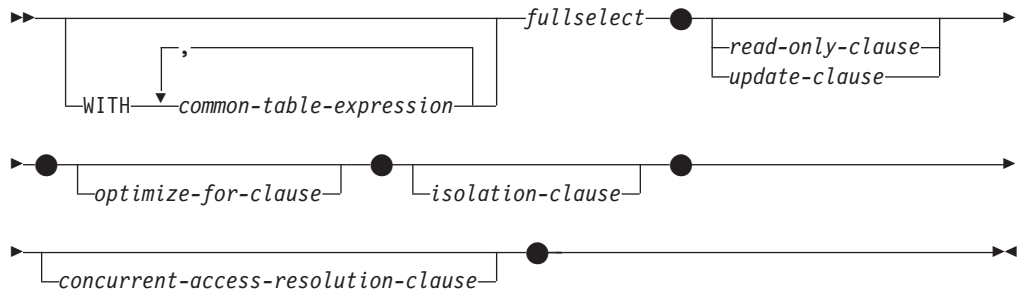 fullselect
,
read-only-clause
update-clause
WITH common-table-expression
optimize-for-clause isolation-clause
concurrent-access-resolution-clause